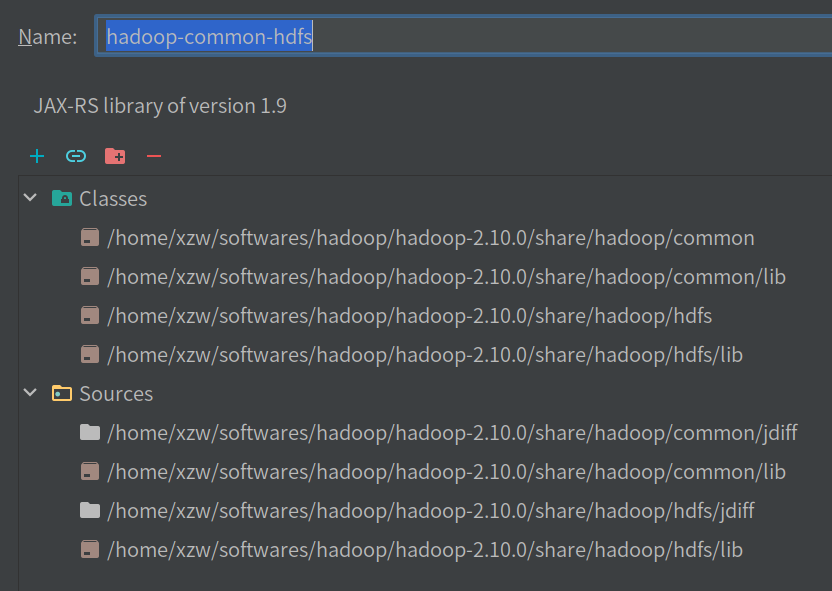 Name: hadoop-common-hdfs
JAX-RS library of version 1.9
Classes
/home/xzw/softwares/hadoop/hadoop-2.10.0/share/hadoop/common
/home/xzw/softwares/hadoop/hadoop-2.10.0/share/hadoop/common/lib
/home/xzw/softwares/hadoop/hadoop-2.10.0/share/hadoop/hdfs
/home/xzw/softwares/hadoop/hadoop-2.10.0/share/hadoop/hdfs/lib
Sources
/home/xzw/softwares/hadoop/hadoop-2.10.0/share/hadoop/common/jdiff
/home/xzw/softwares/hadoop/hadoop-2.10.0/share/hadoop/common/lib
/home/xzw/softwares/hadoop/hadoop-2.10.0/share/hadoop/hdfs/jdiff
/home/xzw/softwares/hadoop/hadoop-2.10.0/share/hadoop/hdfs/lib